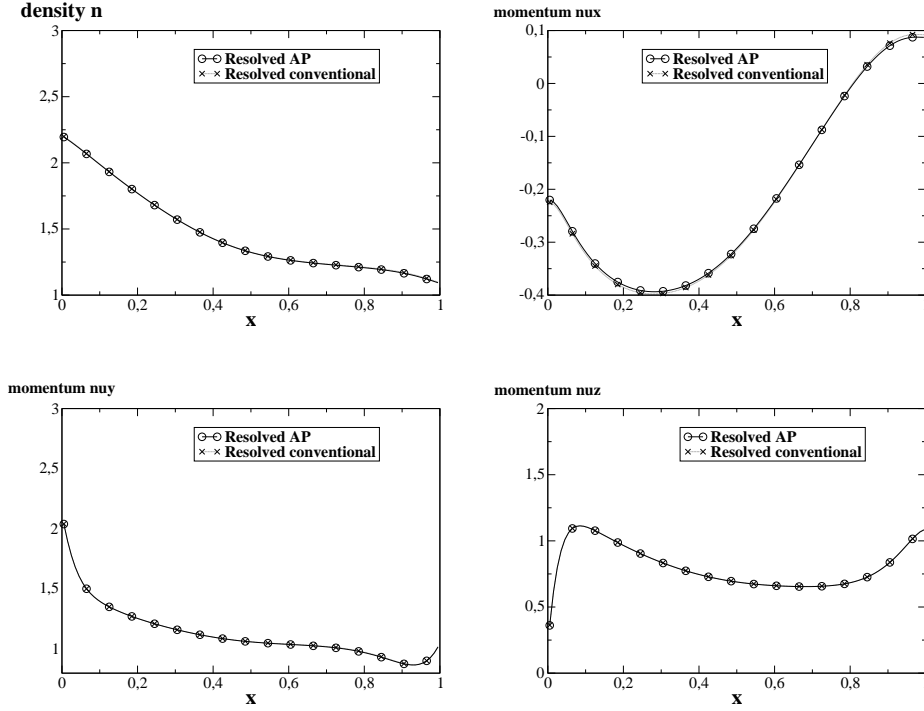 density n
3
2,5
2
1,5
1
0
0,2
0,4
0,6
0,8
1
x
Resolved AP
Resolved conventional
momentum nux
0,1
0
-0,1
-0,2
-0,3
-0,4
0
0,2
0,4
0,6
0,8
x
Resolved AP
Resolved conventional
momentum nuy
3
2,5
2
1,5
1
0
0,2
0,4
0,6
0,8
1
x
Resolved AP
Resolved conventional
momentum nuz
2
1,5
1
0,5
0
0
0,2
0,4
0,6
0,8
x
Resolved AP
Resolved conventional